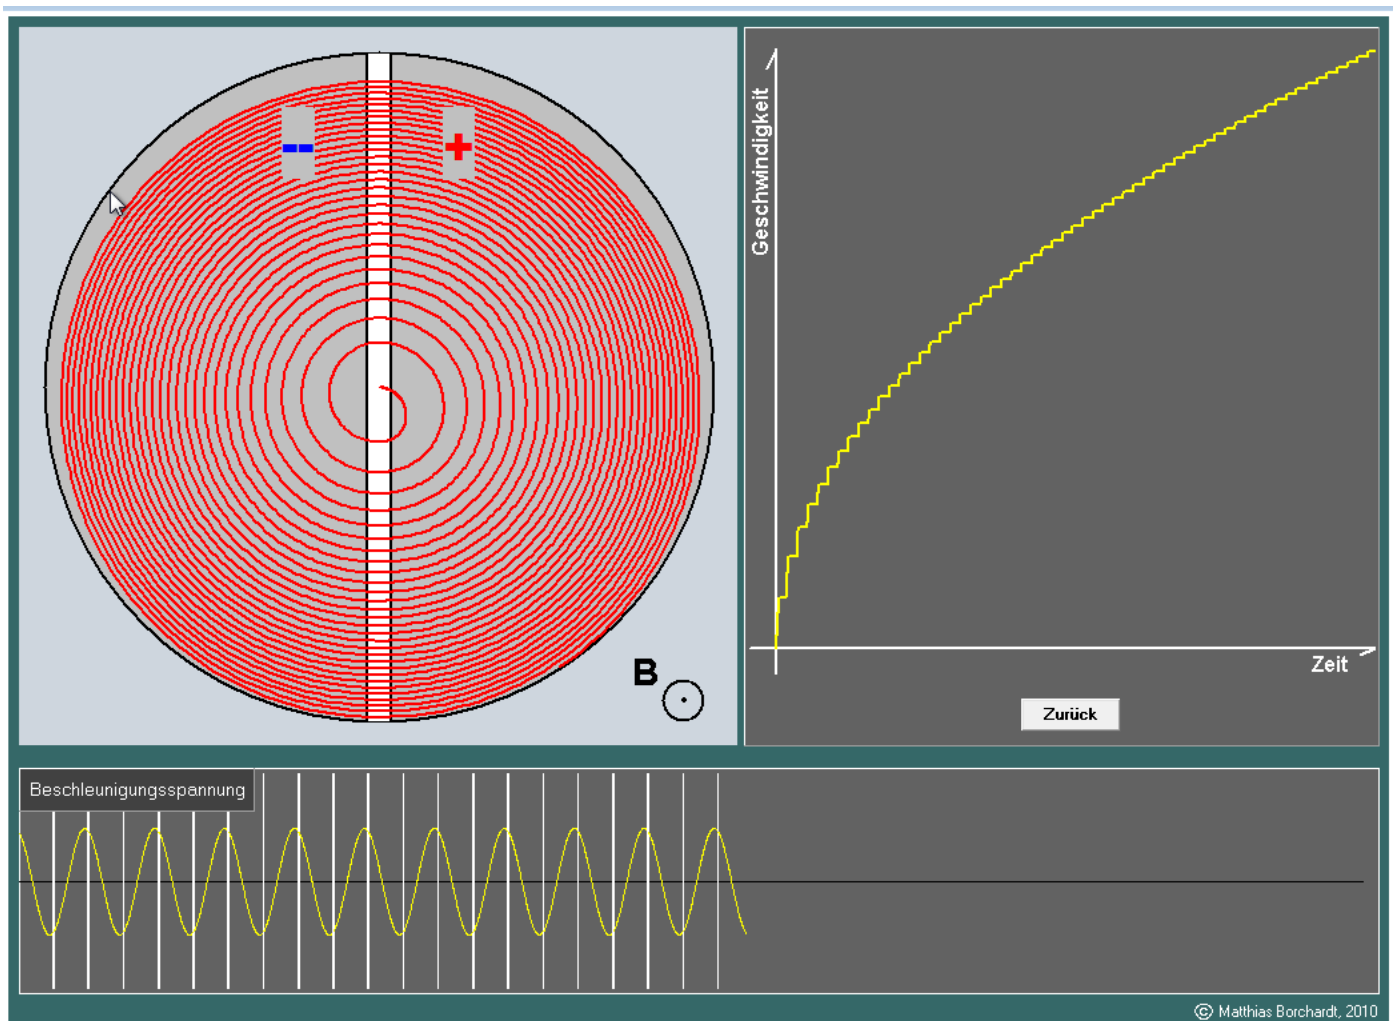 -- +
B
Geschwindigkeit
Zeit
Zurück
Beschleunigungsspannung
© Matthias Borchardt, 2010